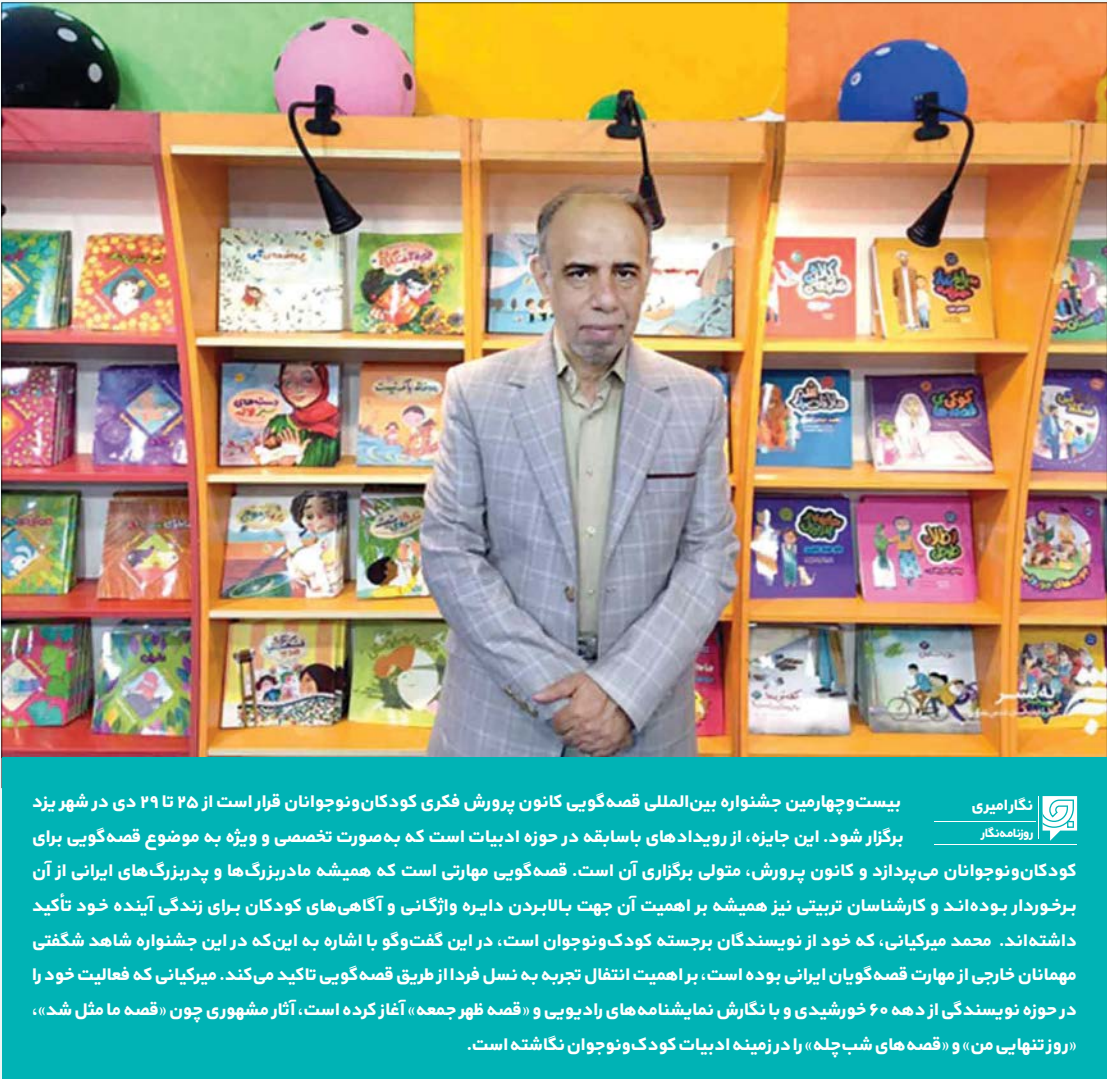 کوکی
قصه‌ها
به‌نشر
نگار امیری
روزنامه‌نگار
بیست‌وچهارمین جشنواره بین‌المللی قصه‌گویی کانون پرورش فکری کودکان‌ونوجوانان قرار است از ۲۵ تا ۲۹ دی در شهر یزد
برگزار شود. این جایزه، از رویدادهای باسابقه در حوزه ادبیات است که به‌صورت تخصصی و ویژه به موضوع قصه‌گویی برای
کودکان‌ونوجوانان می‌پردازد و کانون پرورش، متولی برگزاری آن است. قصه‌گویی مهارتی است که همیشه مادربزرگ‌ها و پدربزرگ‌های ایرانی از آن
برخوردار بوده‌اند و کارشناسان تربیتی نیز همیشه بر اهمیت آن جهت بالابردن دایره واژگانی و آگاهی‌های کودکان برای زندگی آینده خود تأکید
داشته‌اند. محمد میرکیانی، که خود از نویسندگان برجسته کودک‌ونوجوان است، در این گفت‌وگو با اشاره به این‌که در این جشنواره شاهد شگفتی
مهمانان خارجی از مهارت قصه‌گویان ایرانی بوده است، بر اهمیت انتقال تجربه به نسل فردا از طریق قصه‌گویی تاکید می‌کند. میرکیانی که فعالیت خود را
در حوزه نویسندگی از دهه ۶۰ خورشیدی و با نگارش نمایشنامه‌های رادیویی و «قصه ظهر جمعه» آغاز کرده است، آثار مشهوری چون «قصه ما مثل شد»،
«روز تنهایی من» و «قصه‌های شب‌چله» را در زمینه ادبیات کودک‌ونوجوان نگاشته است.